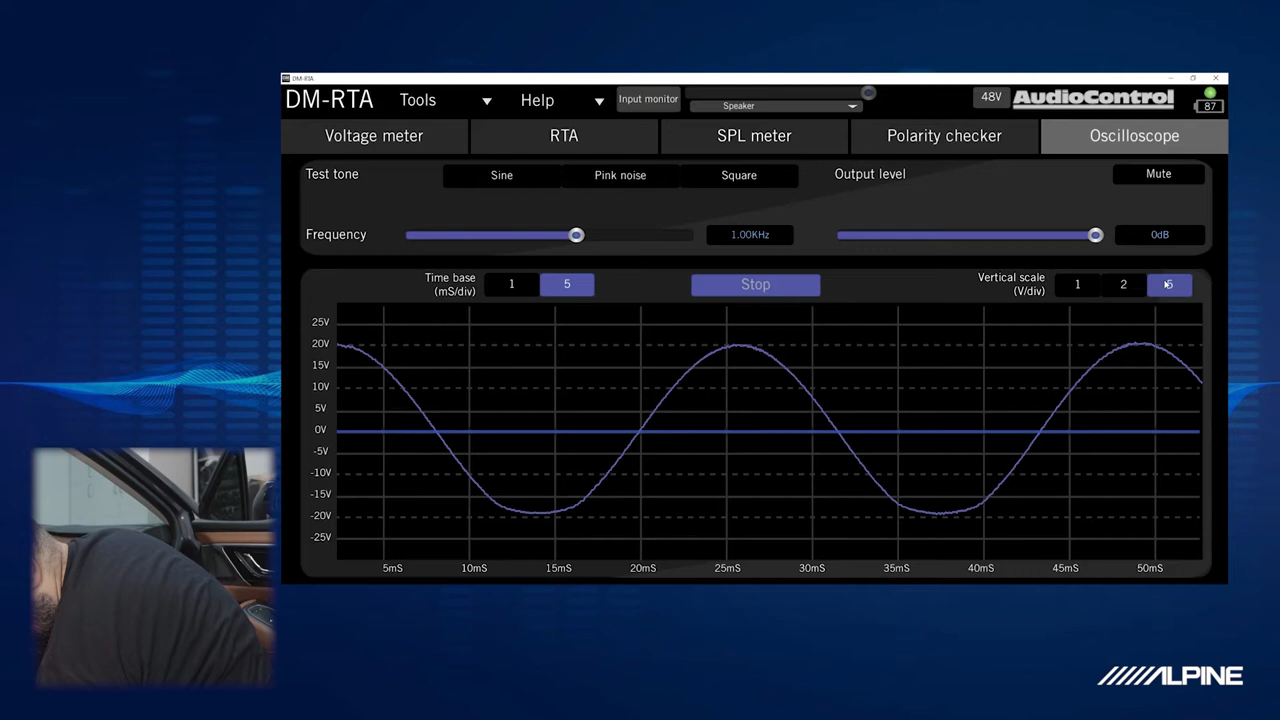 DM-RTA
DM-RTA Tools Help Input monitor Speaker 48V AudioControl 87
Voltage meter RTA SPL meter Polarity checker Oscilloscope
Test tone Sine Pink noise Square Output level Mute
Frequency 1.00KHz 0dB
Time base
(mS/div)
1 5 Stop
Vertical scale
(V/div)
1 2 5
25V
20V
15V
10V
5V
0V
-5V
-10V
-15V
-20V
-25V
5mS 10mS 15mS 20mS 25mS 30mS 35mS 40mS 45mS 50mS
ALPINE